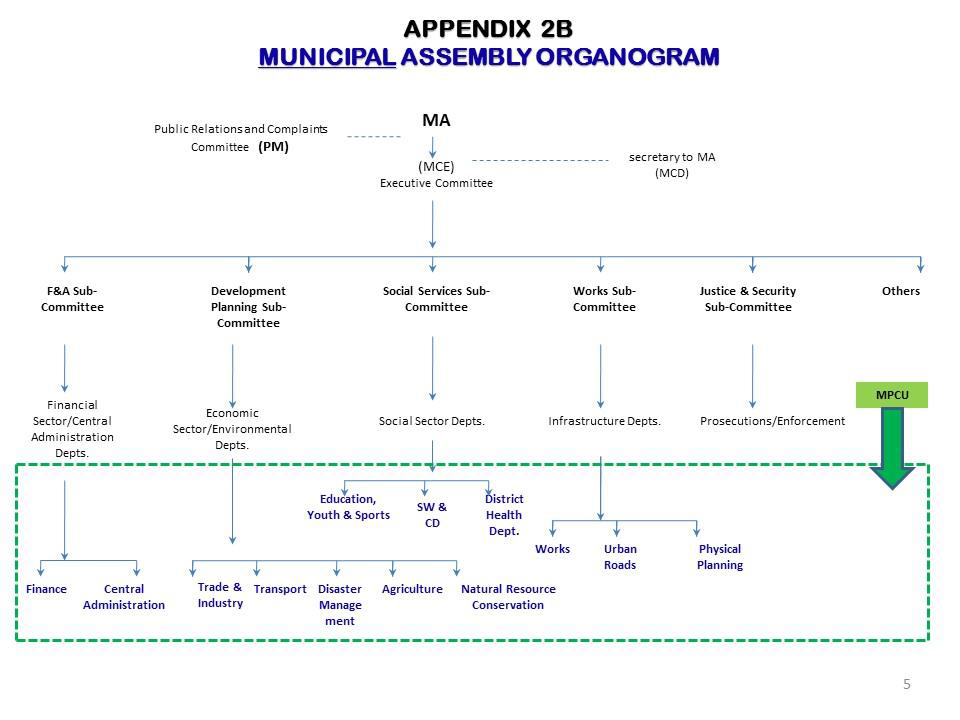 APPENDIX 2B
MUNICIPAL ASSEMBLY ORGANOGRAM
MA
Public Relations and Complaints
Committee (PM)
(MCE)
Executive Committee
secretary to MA
(MCD)
F&A Sub-
Committee
Development
Planning Sub-
Committee
Social Services Sub-
Committee
Works Sub-
Committee
Justice & Security
Sub-Committee
Others
MPCU
Financial
Sector/Central
Administration
Depts.
Economic
Sector/Environmental
Depts.
Social Sector Depts.
Infrastructure Depts.
Prosecutions/Enforcement
Education,
Youth & Sports
SW &
CD
District
Health
Dept.
Works
Urban
Roads
Physical
Planning
Finance
Central
Administration
Trade &
Industry
Transport
Disaster
Manage
ment
Agriculture
Natural Resource
Conservation
5